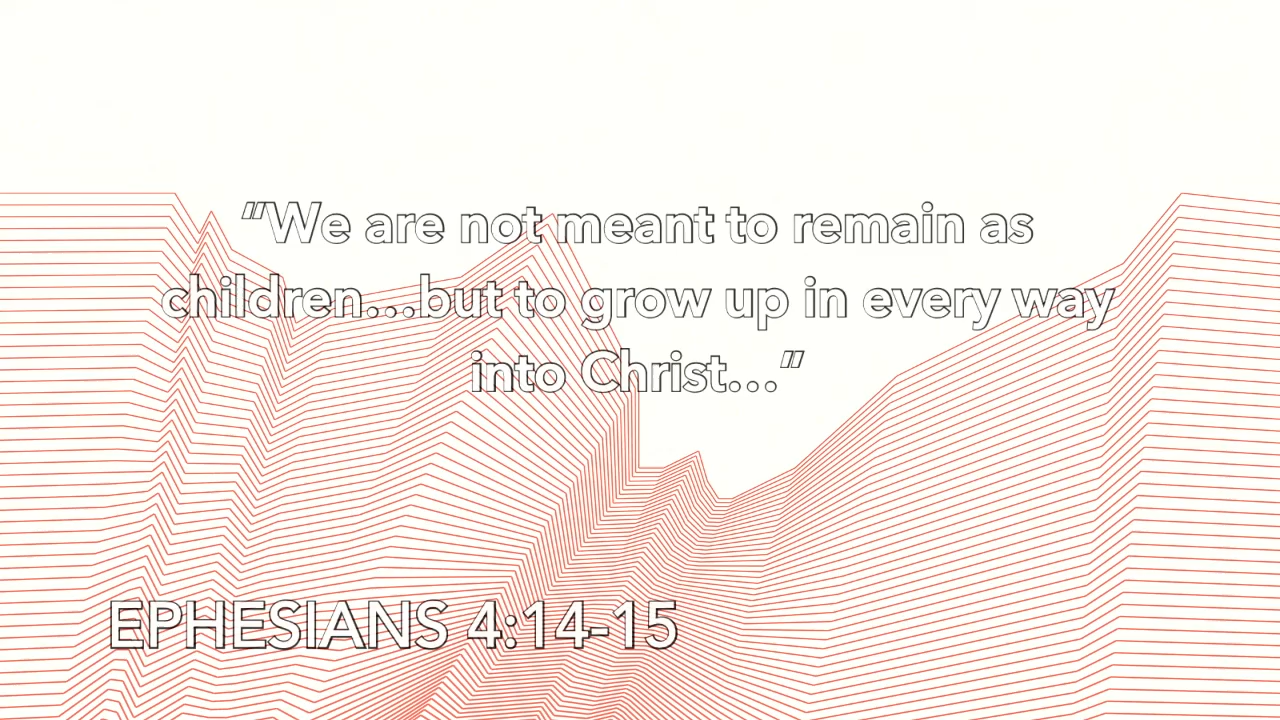 “We are not meant to remain as
children…but to grow up in every way
into Christ…”
EPHESIANS 4:14-15